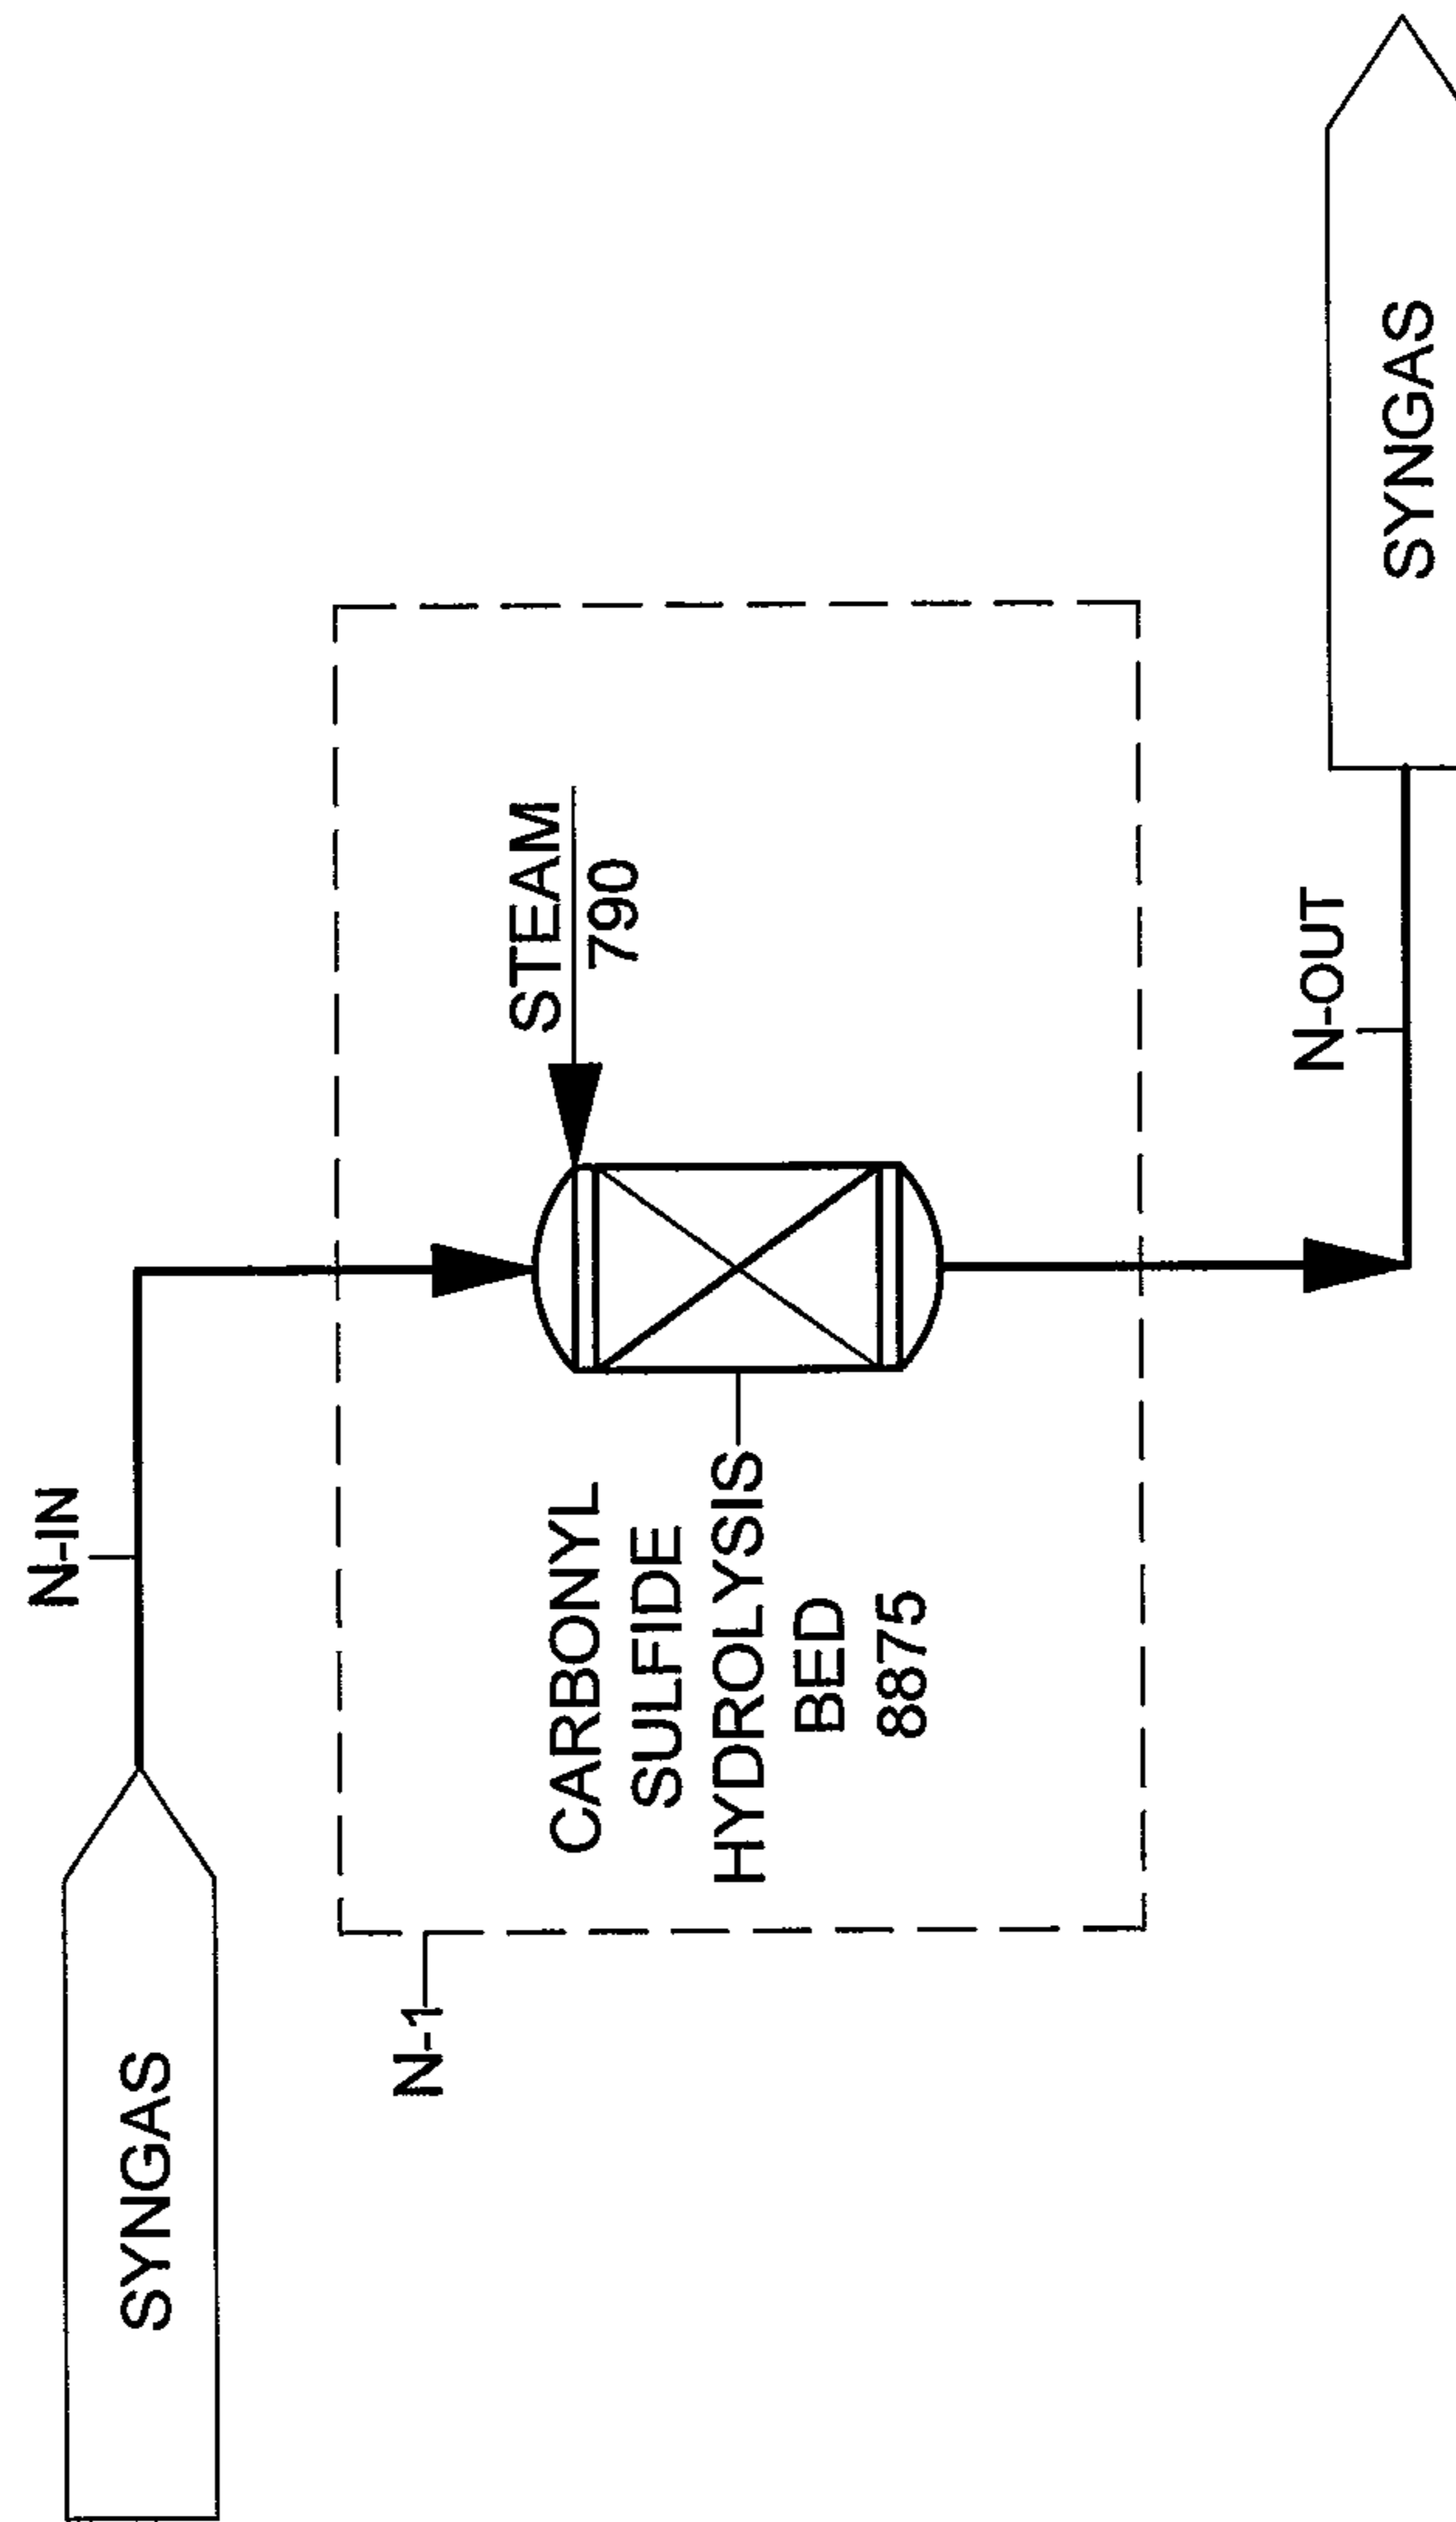 SYNGAS
N-IN
N-1
STEAM
790
CARBONYL
SULFIDE
HYDROLYSIS
BED
8875
N-OUT
SYNGAS